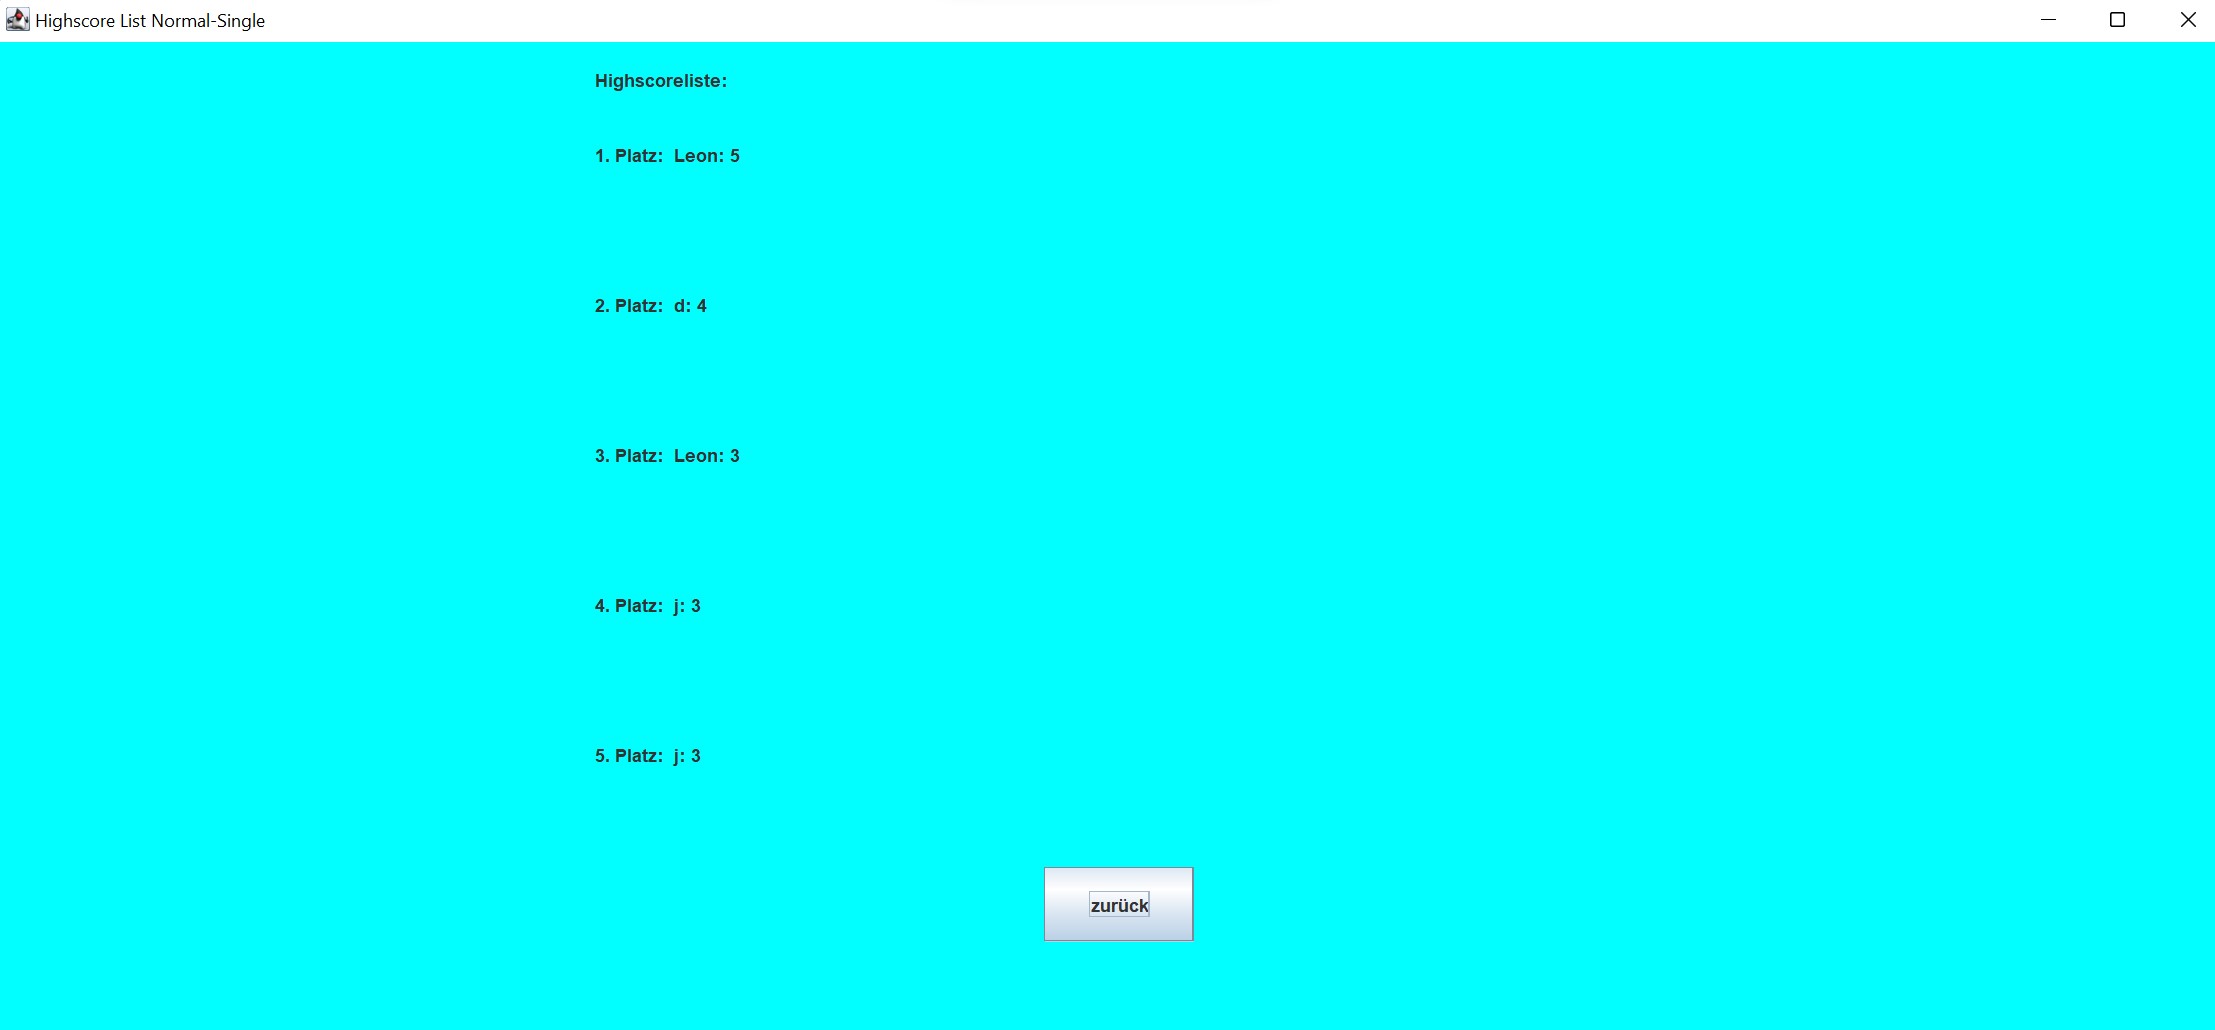 Highscore List Normal-Single
Highscoreliste:
1. Platz:  Leon: 5
2. Platz:  d: 4
3. Platz:  Leon: 3
4. Platz:  j: 3
5. Platz:  j: 3
zurück